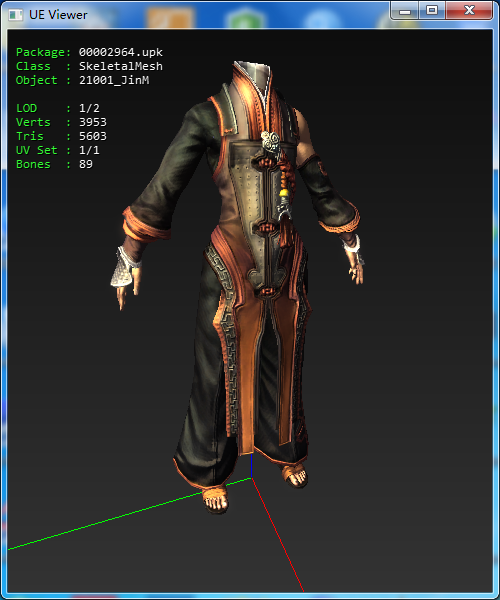 UE Viewer
Package: 00002964.upk
Class : SkeletalMesh
Object : 21001_JinM
LOD : 1/2
Verts : 3953
Tris : 5603
UV Set : 1/1
Bones : 89